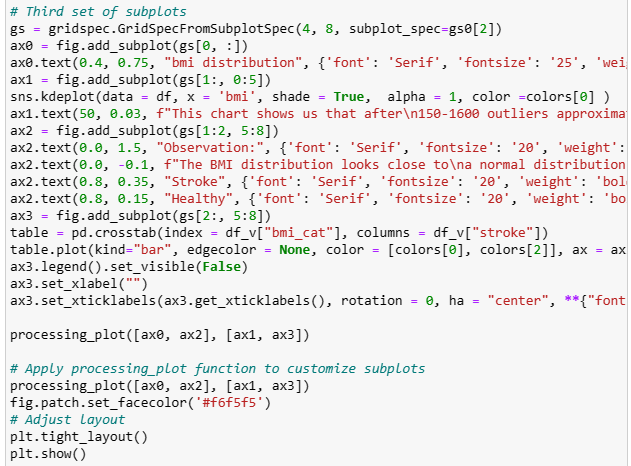 # Third set of subplots
gs = gridspec.GridSpecFromSubplotSpec(4, 8, subplot_spec=gs0[2])
ax0 = fig.add_subplot(gs[0, :])
ax0.text(0.4, 0.75, "bmi distribution", {'font': 'Serif', 'fontsize': '25', 'wei
ax1 = fig.add_subplot(gs[1:, 0:5])
sns.kdeplot(data = df, x = 'bmi', shade = True,  alpha = 1, color =colors[0] )
ax1.text(50, 0.03, f"This chart shows us that after\n150-1600 outliers approxima
ax2 = fig.add_subplot(gs[1:2, 5:8])
ax2.text(0.0, 1.5, "Observation:", {'font': 'Serif', 'fontsize': '20', 'weight':
ax2.text(0.0, -0.1, f"The BMI distribution looks close to\na normal distribution
ax2.text(0.8, 0.35, "Stroke", {'font': 'Serif', 'fontsize': '20', 'weight': 'bol
ax2.text(0.8, 0.15, "Healthy", {'font': 'Serif', 'fontsize': '20', 'weight': 'bo
ax3 = fig.add_subplot(gs[2:, 5:8])
table = pd.crosstab(index = df_v["bmi_cat"], columns = df_v["stroke"])
table.plot(kind="bar", edgecolor = None, color = [colors[0], colors[2]], ax = ax
ax3.legend().set_visible(False)
ax3.set_xlabel("")
ax3.set_xticklabels(ax3.get_xticklabels(), rotation = 0, ha = "center", **{"font
processing_plot([ax0, ax2], [ax1, ax3])
# Apply processing_plot function to customize subplots
processing_plot([ax0, ax2], [ax1, ax3])
fig.patch.set_facecolor('#f6f5f5')
# Adjust layout
plt.tight_layout()
plt.show()